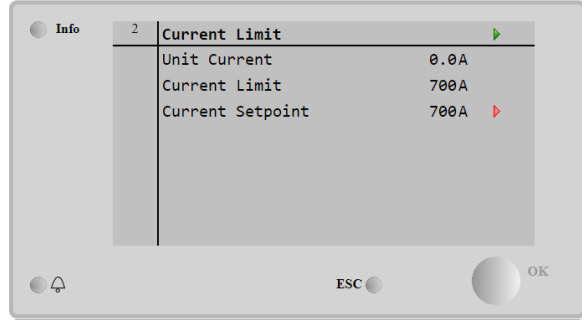 Info
2 Current Limit
Unit Current 0.0A
Current Limit 700A
Current Setpoint 700A
ESC
OK